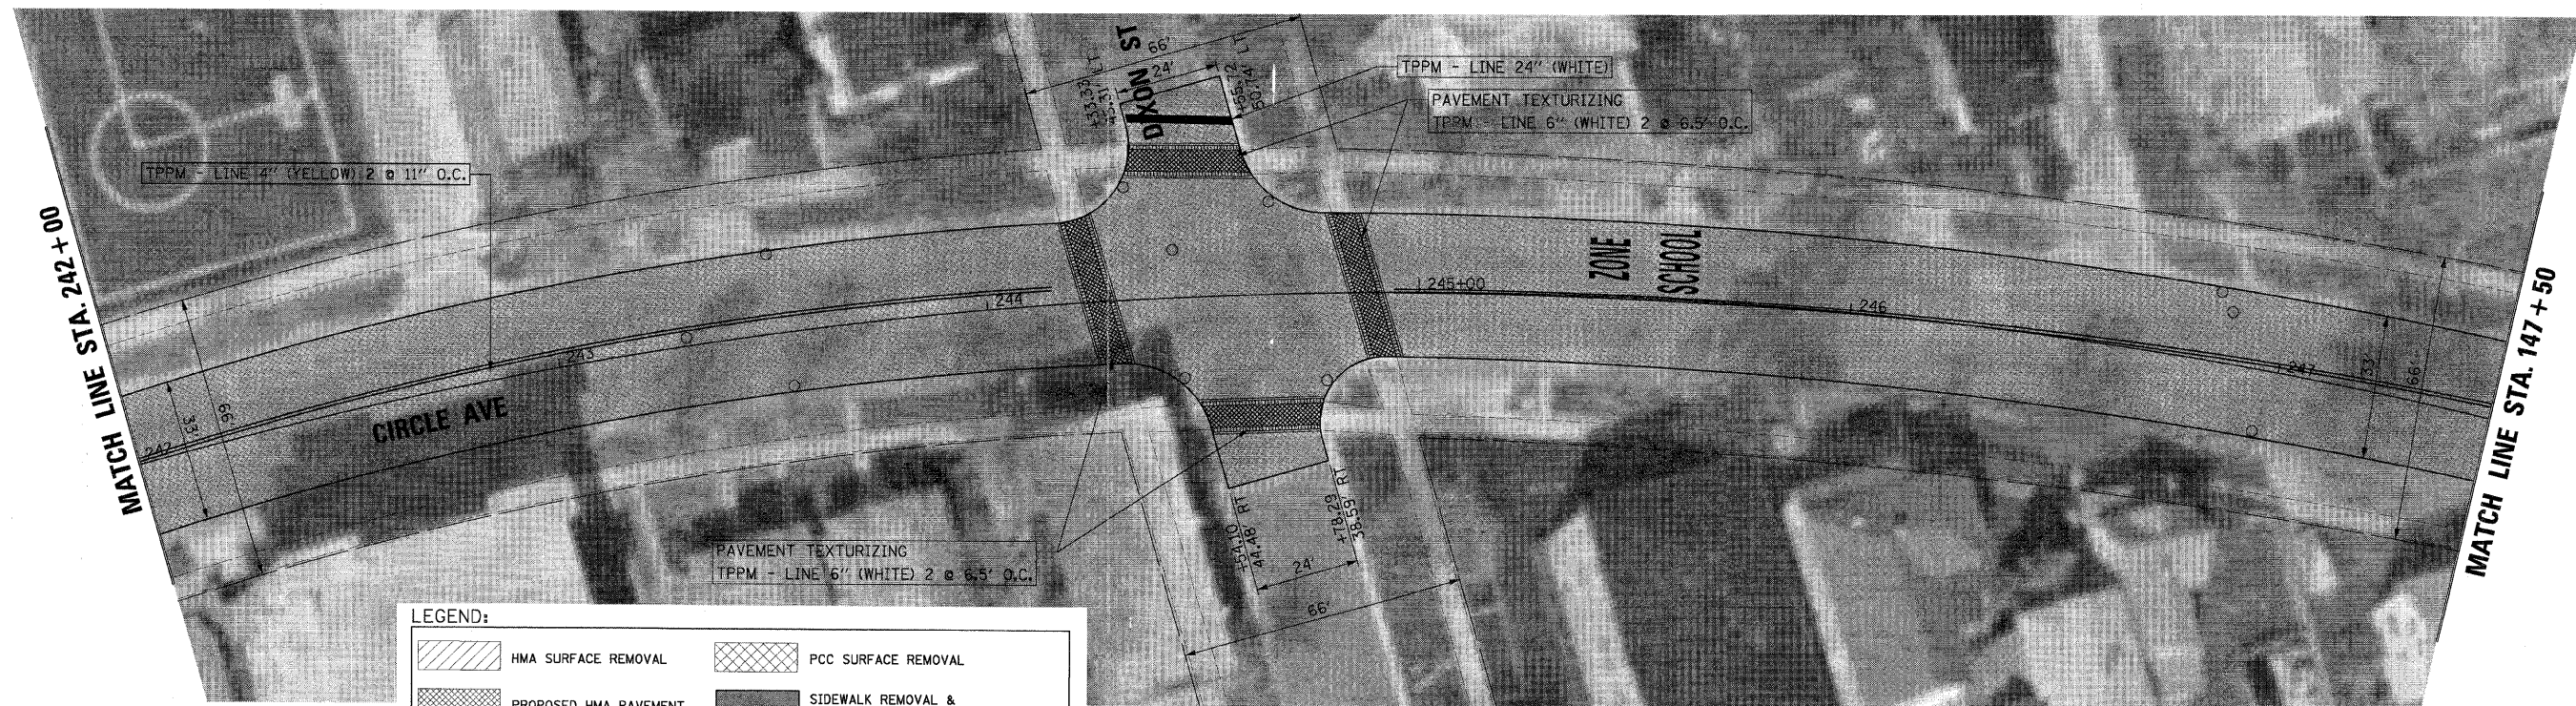 DIXON ST
66'
24'
+33.33
+55.72 LT
50.14'
TPPM - LINE 24" (WHITE)
PAVEMENT TEXTURIZING
TPPM - LINE 6" (WHITE) 2 @ 6.5' O.C.
TPPM - LINE 4" (YELLOW) 2 @ 11" O.C.
MATCH LINE STA. 242+00
242
243
244
245+00
246
247
33
66
CIRCLE AVE
ZONE
SCHOOL
33
66
MATCH LINE STA. 147+50
PAVEMENT TEXTURIZING
TPPM - LINE 6" (WHITE) 2 @ 6.5' O.C.
+54.10
44.48' RT
+78.29
38.59' RT
24'
66'
LEGEND:
HMA SURFACE REMOVAL
PCC SURFACE REMOVAL
PROPOSED HMA PAVEMENT
SIDEWALK REMOVAL &